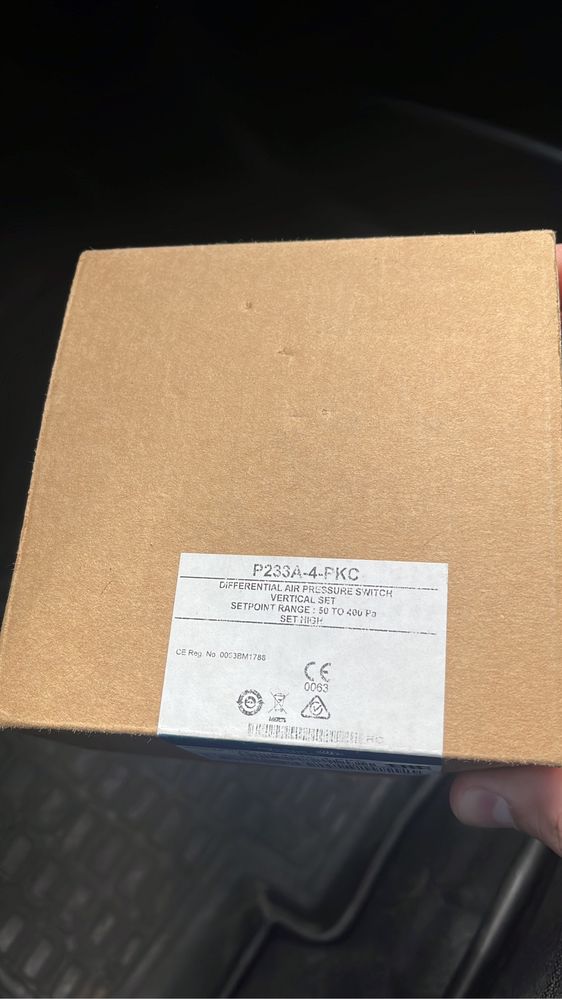 P233A-4-PKC
DIFFERENTIAL AIR PRESSURE SWITCH
VERTICAL SET
SETPOINT RANGE : 50 TO 400 Pa
SET HIGH
CE Reg. No. 0063BM1788
CE
0063